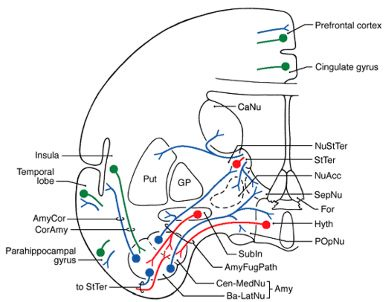 Prefrontal cortex
Cingulate gyrus
CaNu
NuStTer
StTer
Insula
NuAcc
Temporal
lobe
Put
GP
SepNu
For
AmyCor
Hyth
CorAmy
POpNu
Parahippocampal
gyrus
SubIn
AmyFugPath
to StTer
Cen-MedNu
Amy
Ba-LatNu